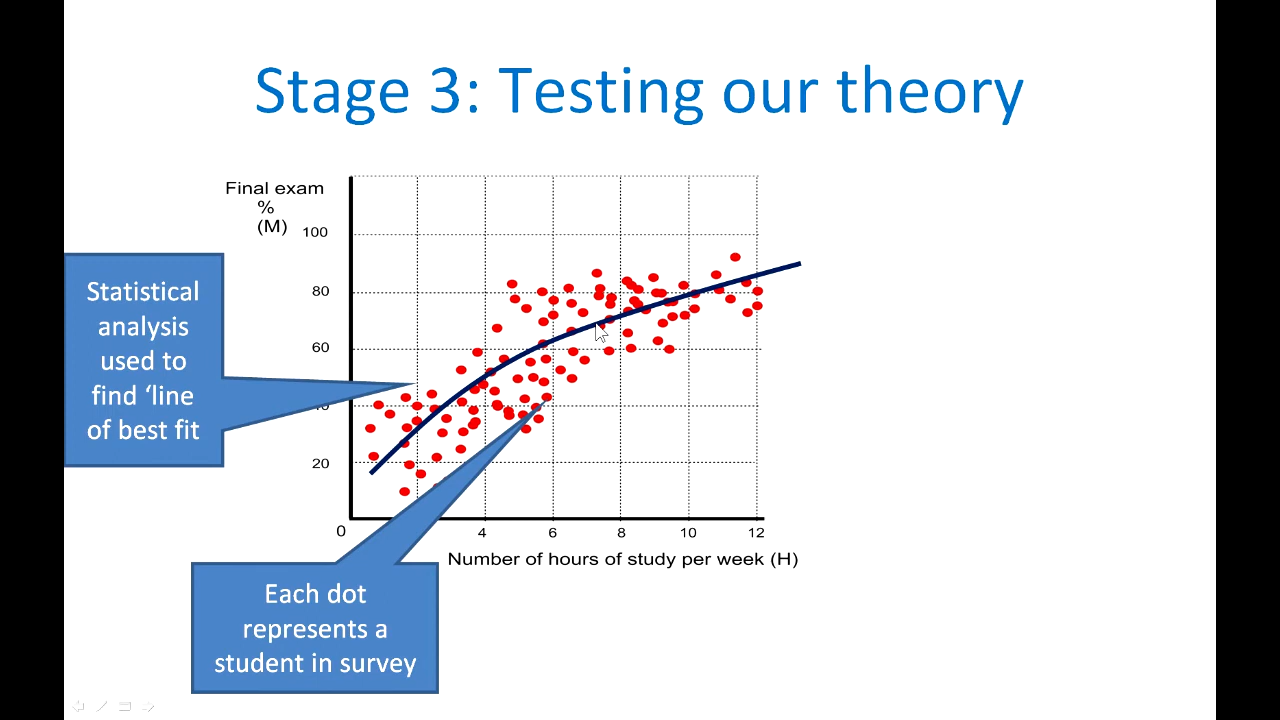 Stage 3: Testing our theory
Final exam
%
(M)
100
80
60
40
20
0
4
6
8
10
12
Number of hours of study per week (H)
Statistical
analysis
used to
find ‘line
of best fit
Each dot
represents a
student in survey